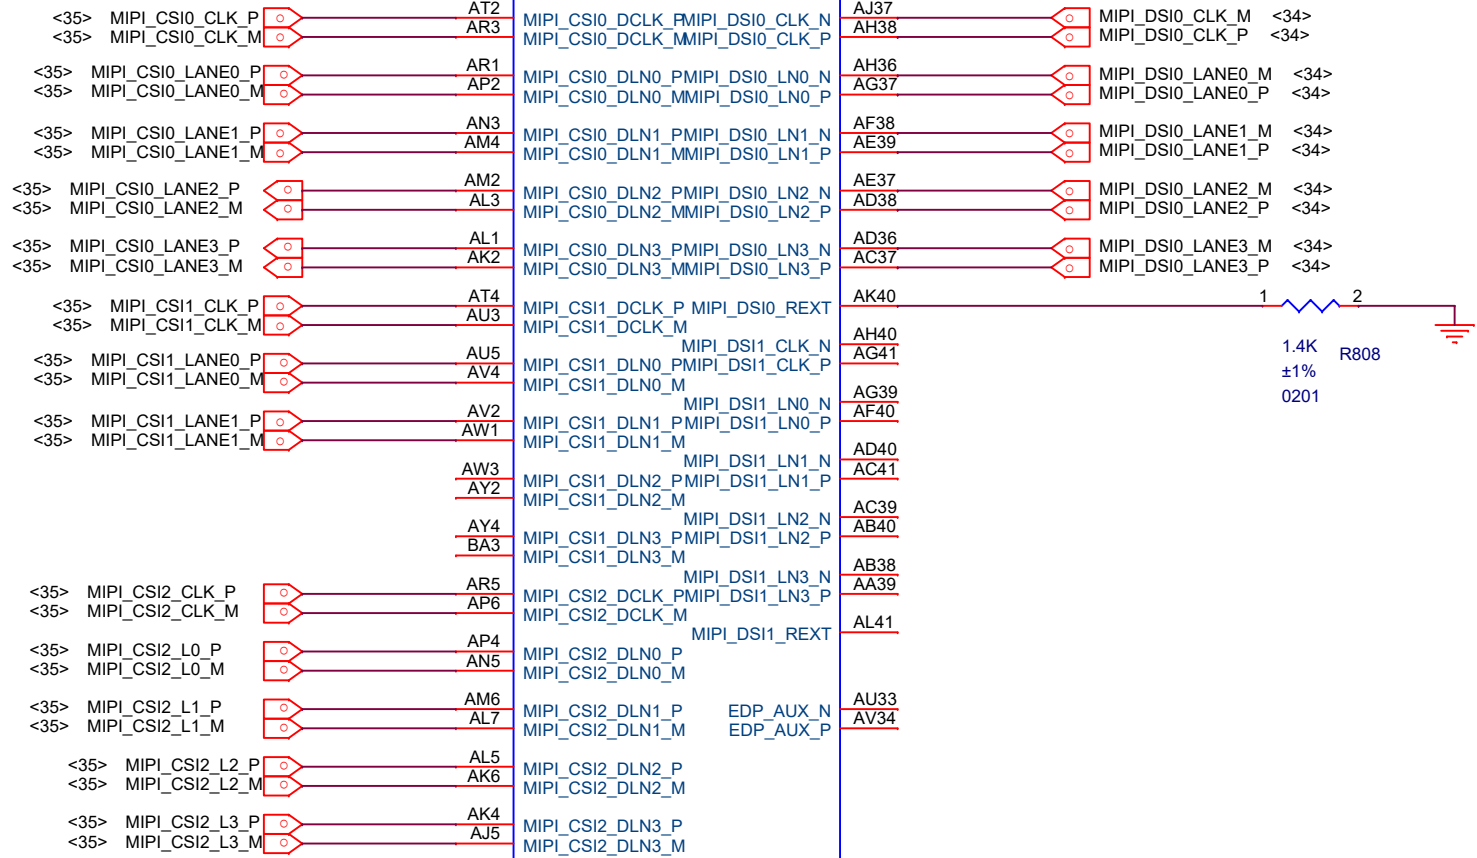 <35> MIPI_CSI0_CLK_P AT2 MIPI_CSI0_DCLK_P MIPI_DSI0_CLK_N AJ37 MIPI_DSI0_CLK_M <34>
<35> MIPI_CSI0_CLK_M AR3 MIPI_CSI0_DCLK_M MIPI_DSI0_CLK_P AH38 MIPI_DSI0_CLK_P <34>
<35> MIPI_CSI0_LANE0_P AR1 MIPI_CSI0_DLN0_P MIPI_DSI0_LN0_N AH36 MIPI_DSI0_LANE0_M <34>
<35> MIPI_CSI0_LANE0_M AP2 MIPI_CSI0_DLN0_M MIPI_DSI0_LN0_P AG37 MIPI_DSI0_LANE0_P <34>
<35> MIPI_CSI0_LANE1_P AN3 MIPI_CSI0_DLN1_P MIPI_DSI0_LN1_N AF38 MIPI_DSI0_LANE1_M <34>
<35> MIPI_CSI0_LANE1_M AM4 MIPI_CSI0_DLN1_M MIPI_DSI0_LN1_P AE39 MIPI_DSI0_LANE1_P <34>
<35> MIPI_CSI0_LANE2_P AM2 MIPI_CSI0_DLN2_P MIPI_DSI0_LN2_N AE37 MIPI_DSI0_LANE2_M <34>
<35> MIPI_CSI0_LANE2_M AL3 MIPI_CSI0_DLN2_M MIPI_DSI0_LN2_P AD38 MIPI_DSI0_LANE2_P <34>
<35> MIPI_CSI0_LANE3_P AL1 MIPI_CSI0_DLN3_P MIPI_DSI0_LN3_N AD36 MIPI_DSI0_LANE3_M <34>
<35> MIPI_CSI0_LANE3_M AK2 MIPI_CSI0_DLN3_M MIPI_DSI0_LN3_P AC37 MIPI_DSI0_LANE3_P <34>
<35> MIPI_CSI1_CLK_P AT4 MIPI_CSI1_DCLK_P MIPI_DSI0_REXT AK40 1 2
<35> MIPI_CSI1_CLK_M AU3 MIPI_CSI1_DCLK_M
MIPI_DSI1_CLK_N AH40 1.4K R808
<35> MIPI_CSI1_LANE0_P AU5 MIPI_CSI1_DLN0_P MIPI_DSI1_CLK_P AG41
±1%
<35> MIPI_CSI1_LANE0_M AV4 MIPI_CSI1_DLN0_M
MIPI_DSI1_LN0_N AG39 0201
<35> MIPI_CSI1_LANE1_P AV2 MIPI_CSI1_DLN1_P MIPI_DSI1_LN0_P AF40
<35> MIPI_CSI1_LANE1_M AW1 MIPI_CSI1_DLN1_M
MIPI_DSI1_LN1_N AD40
AW3 MIPI_CSI1_DLN2_P MIPI_DSI1_LN1_P AC41
AY2 MIPI_CSI1_DLN2_M
MIPI_DSI1_LN2_N AC39
AY4 MIPI_CSI1_DLN3_P MIPI_DSI1_LN2_P AB40
BA3 MIPI_CSI1_DLN3_M
MIPI_DSI1_LN3_N AB38
<35> MIPI_CSI2_CLK_P AR5 MIPI_CSI2_DCLK_P MIPI_DSI1_LN3_P AA39
<35> MIPI_CSI2_CLK_M AP6 MIPI_CSI2_DCLK_M
MIPI_DSI1_REXT AL41
<35> MIPI_CSI2_L0_P AP4 MIPI_CSI2_DLN0_P
<35> MIPI_CSI2_L0_M AN5 MIPI_CSI2_DLN0_M
<35> MIPI_CSI2_L1_P AM6 MIPI_CSI2_DLN1_P EDP_AUX_N AU33
<35> MIPI_CSI2_L1_M AL7 MIPI_CSI2_DLN1_M EDP_AUX_P AV34
<35> MIPI_CSI2_L2_P AL5 MIPI_CSI2_DLN2_P
<35> MIPI_CSI2_L2_M AK6 MIPI_CSI2_DLN2_M
<35> MIPI_CSI2_L3_P AK4 MIPI_CSI2_DLN3_P
<35> MIPI_CSI2_L3_M AJ5 MIPI_CSI2_DLN3_M